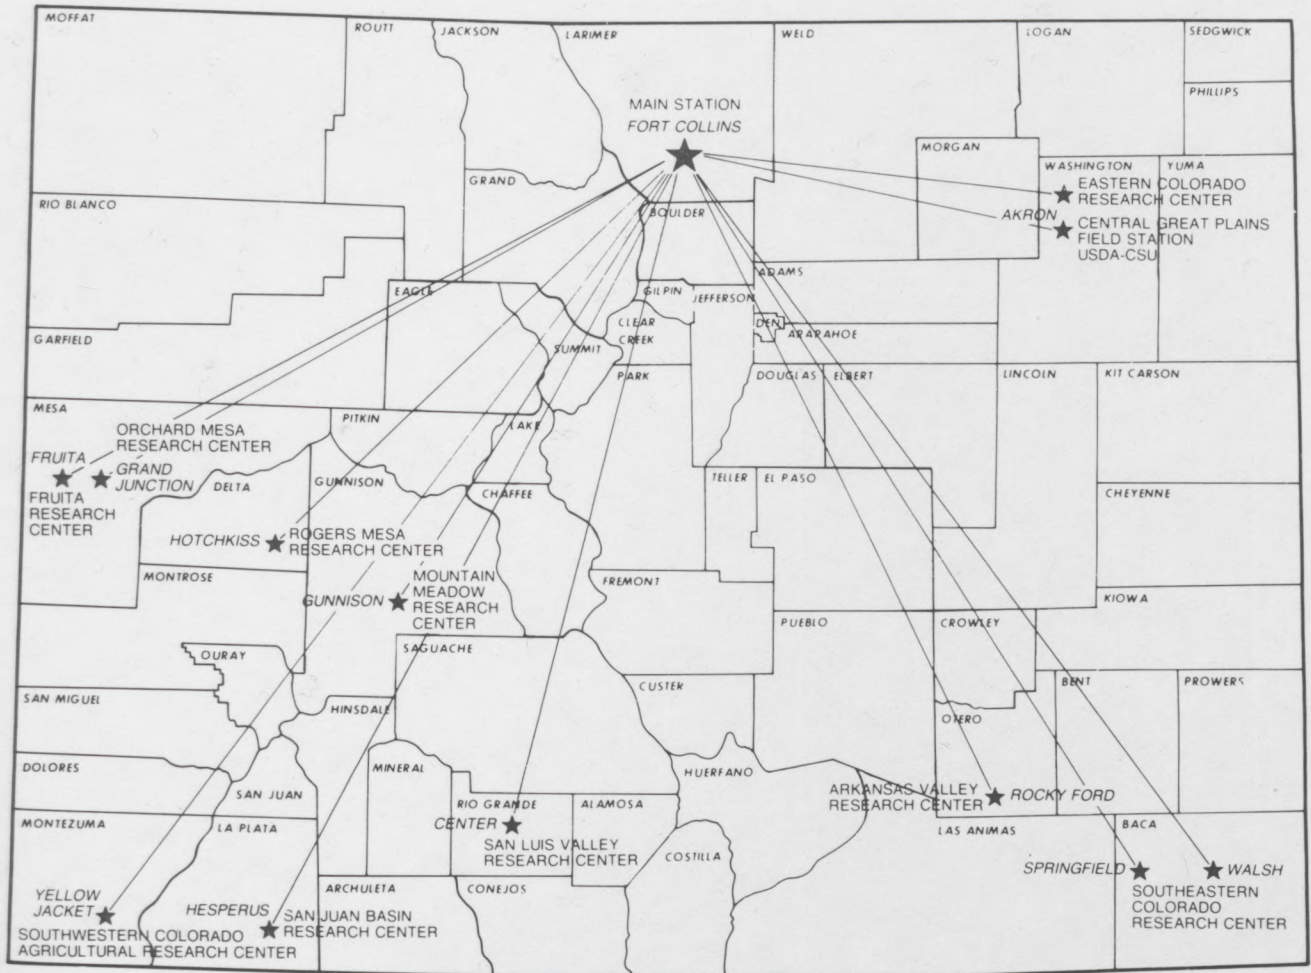 MOFFAT
ROUTT
JACKSON
LARIMER
WELD
LOGAN
SEDGWICK
PHILLIPS
MAIN STATION
FORT COLLINS
MORGAN
WASHINGTON
YUMA
GRAND
EASTERN COLORADO
RESEARCH CENTER
RIO BLANCO
BOULDER
AKRON
CENTRAL GREAT PLAINS
FIELD STATION
USDA-CSU
ADAMS
EAGLE
GILPIN
JEFFERSON
CLEAR
CREEK
DEN
ARARAHOE
GARFIELD
SUMMIT
PARK
DOUGLAS
ELBERT
LINCOLN
KIT CARSON
MESA
PITKIN
LAKE
ORCHARD MESA
RESEARCH CENTER
FRUITA
GRAND
JUNCTION
FRUITA
RESEARCH
CENTER
DELTA
GUNNISON
CHAFFEE
TELLER
EL PASO
CHEYENNE
HOTCHKISS
ROGERS MESA
RESEARCH CENTER
MONTROSE
GUNNISON
MOUNTAIN
MEADOW
RESEARCH
CENTER
FREMONT
KIOWA
PUEBLO
CROWLEY
OURAY
SAGUACHE
SAN MIGUEL
HINSDALE
CUSTER
BENT
PROWERS
OTERO
DOLORES
MINERAL
HUERFANO
SAN JUAN
RIO GRANDE
ALAMOSA
ARKANSAS VALLEY
RESEARCH CENTER
ROCKY FORD
MONTEZUMA
LA PLATA
CENTER
SAN LUIS VALLEY
RESEARCH CENTER
COSTILLA
LAS ANIMAS
BACA
SPRINGFIELD
WALSH
SOUTHEASTERN
COLORADO
RESEARCH CENTER
ARCHULETA
CONEJOS
YELLOW
JACKET
SOUTHWESTERN COLORADO
AGRICULTURAL RESEARCH CENTER
HESPERUS
SAN JUAN BASIN
RESEARCH CENTER